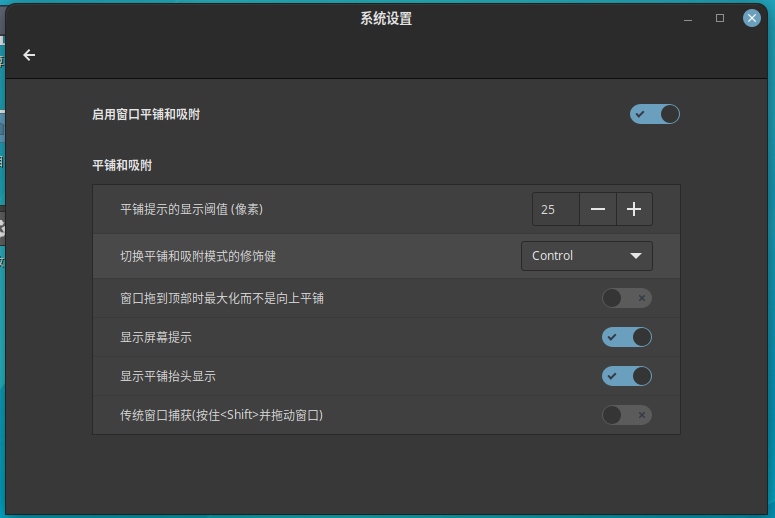 系统设置
启用窗口平铺和吸附
平铺和吸附
平铺提示的显示阈值 (像素)
25
切换平铺和吸附模式的修饰健
Control
窗口拖到顶部时最大化而不是向上平铺
显示屏幕提示
显示平铺抬头显示
传统窗口捕获(按住<Shift>并拖动窗口)